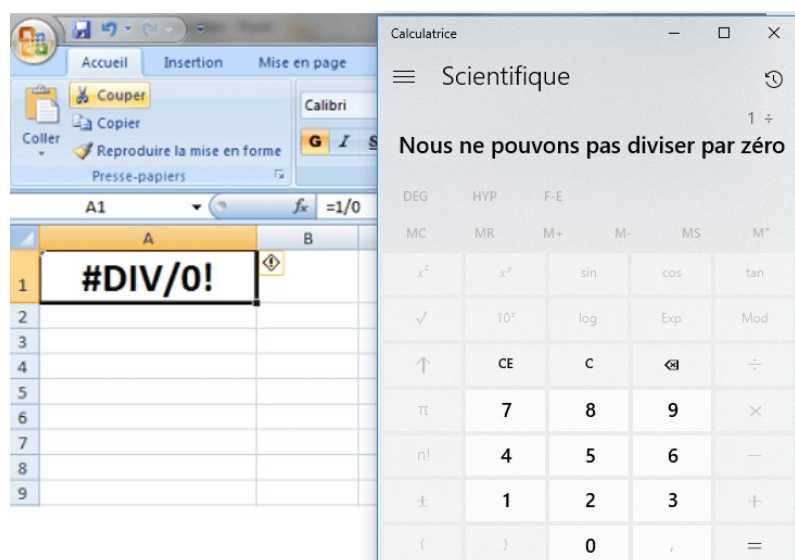 Accueil Insertion Mise en page
Couper
Copier
Coller
Reproduire la mise en forme
Presse-papiers
Calibri
G I S
A1 fx =1/0
A B
1 #DIV/0!
2
3
4
5
6
7
8
9
Calculatrice
Scientifique
1 ÷
Nous ne pouvons pas diviser par zéro
DEG HYP F-E
MC MR M+ M- MS M˅
x² xʸ sin cos tan
√ 10ˣ log Exp Mod
↑ CE C ⌫ ÷
π 7 8 9 ×
n! 4 5 6 −
± 1 2 3 +
( ) 0 , =